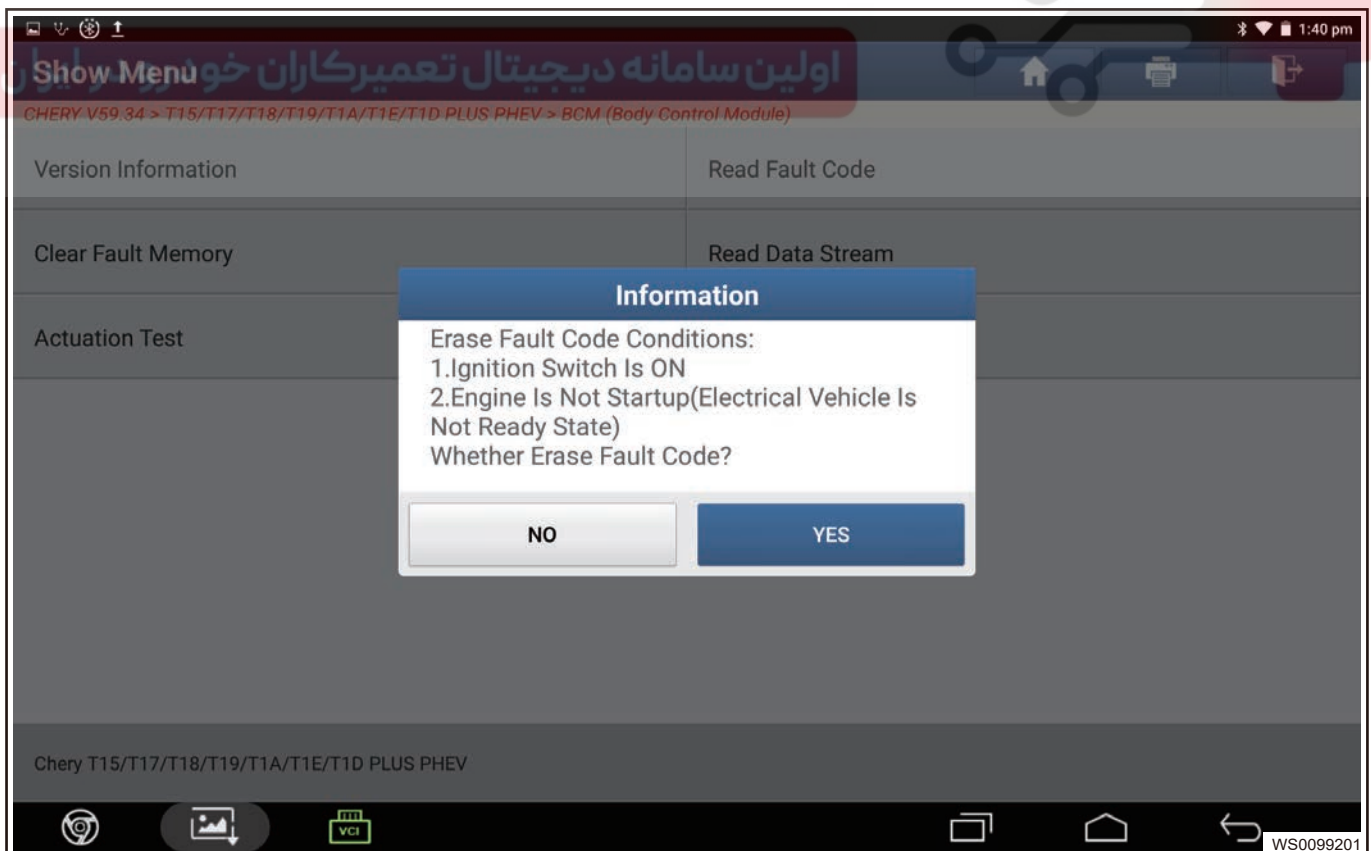 1:40 pm
Show Menu
اولین سامانه دیجیتال تعمیرکاران خودرو در ایران
CHERY V59.34 > T15/T17/T18/T19/T1A/T1E/T1D PLUS PHEV > BCM (Body Control Module)
Version Information
Read Fault Code
Clear Fault Memory
Read Data Stream
Actuation Test
Information
Erase Fault Code Conditions:
1.Ignition Switch Is ON
2.Engine Is Not Startup(Electrical Vehicle Is
Not Ready State)
Whether Erase Fault Code?
NO
YES
Chery T15/T17/T18/T19/T1A/T1E/T1D PLUS PHEV
VCI
WS0099201